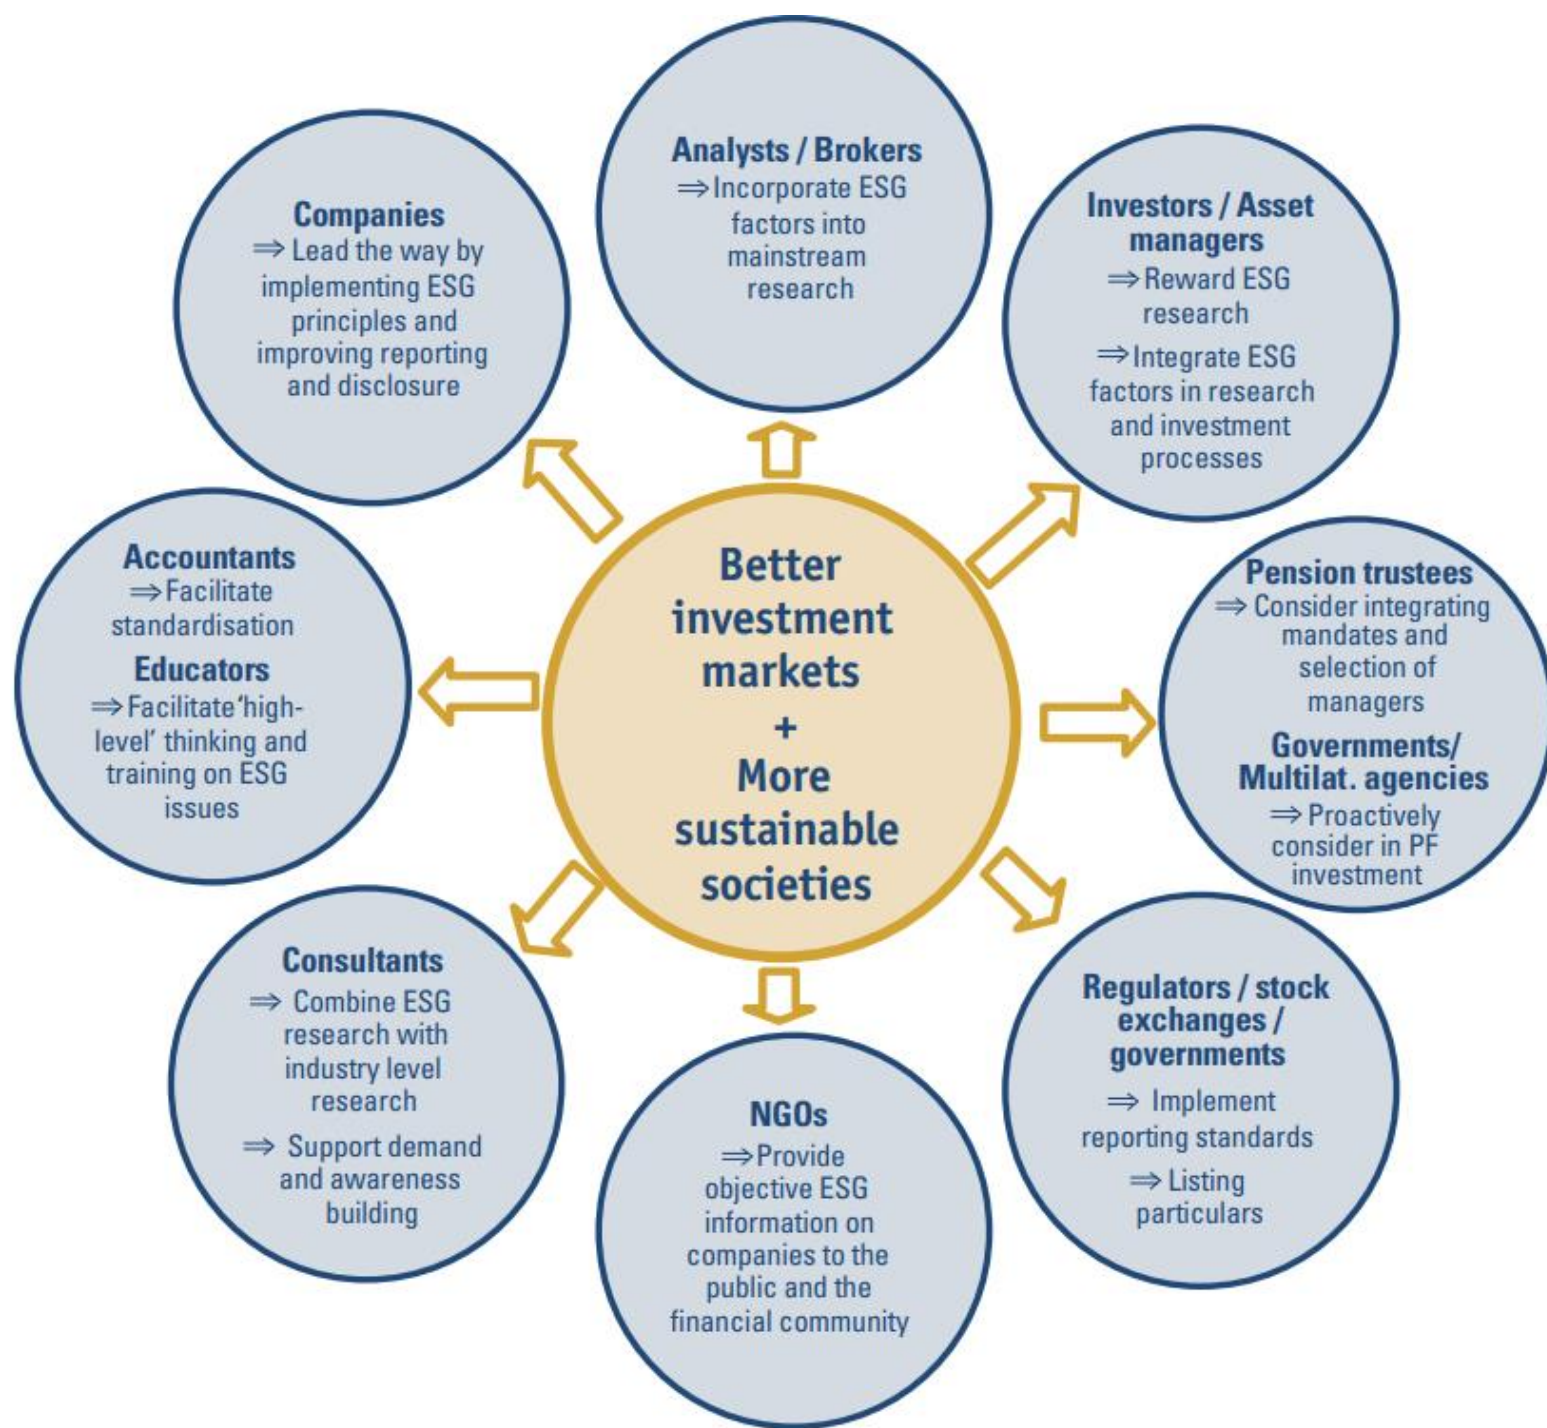 Analysts / Brokers
⇒Incorporate ESG
factors into
mainstream
research
Investors / Asset
managers
⇒Reward ESG
research
⇒Integrate ESG
factors in research
and investment
processes
Pension trustees
⇒ Consider integrating
mandates and
selection of
managers
Governments/
Multilat. agencies
⇒ Proactively
consider in PF
investment
Regulators / stock
exchanges /
governments
⇒ Implement
reporting standards
⇒ Listing
particulars
NGOs
⇒Provide
objective ESG
information on
companies to the
public and the
financial community
Consultants
⇒ Combine ESG
research with
industry level
research
⇒ Support demand
and awareness
building
Accountants
⇒Facilitate
standardisation
Educators
⇒Facilitate ‘high-
level’ thinking and
training on ESG
issues
Companies
⇒ Lead the way by
implementing ESG
principles and
improving reporting
and disclosure
Better
investment
markets
+
More
sustainable
societies